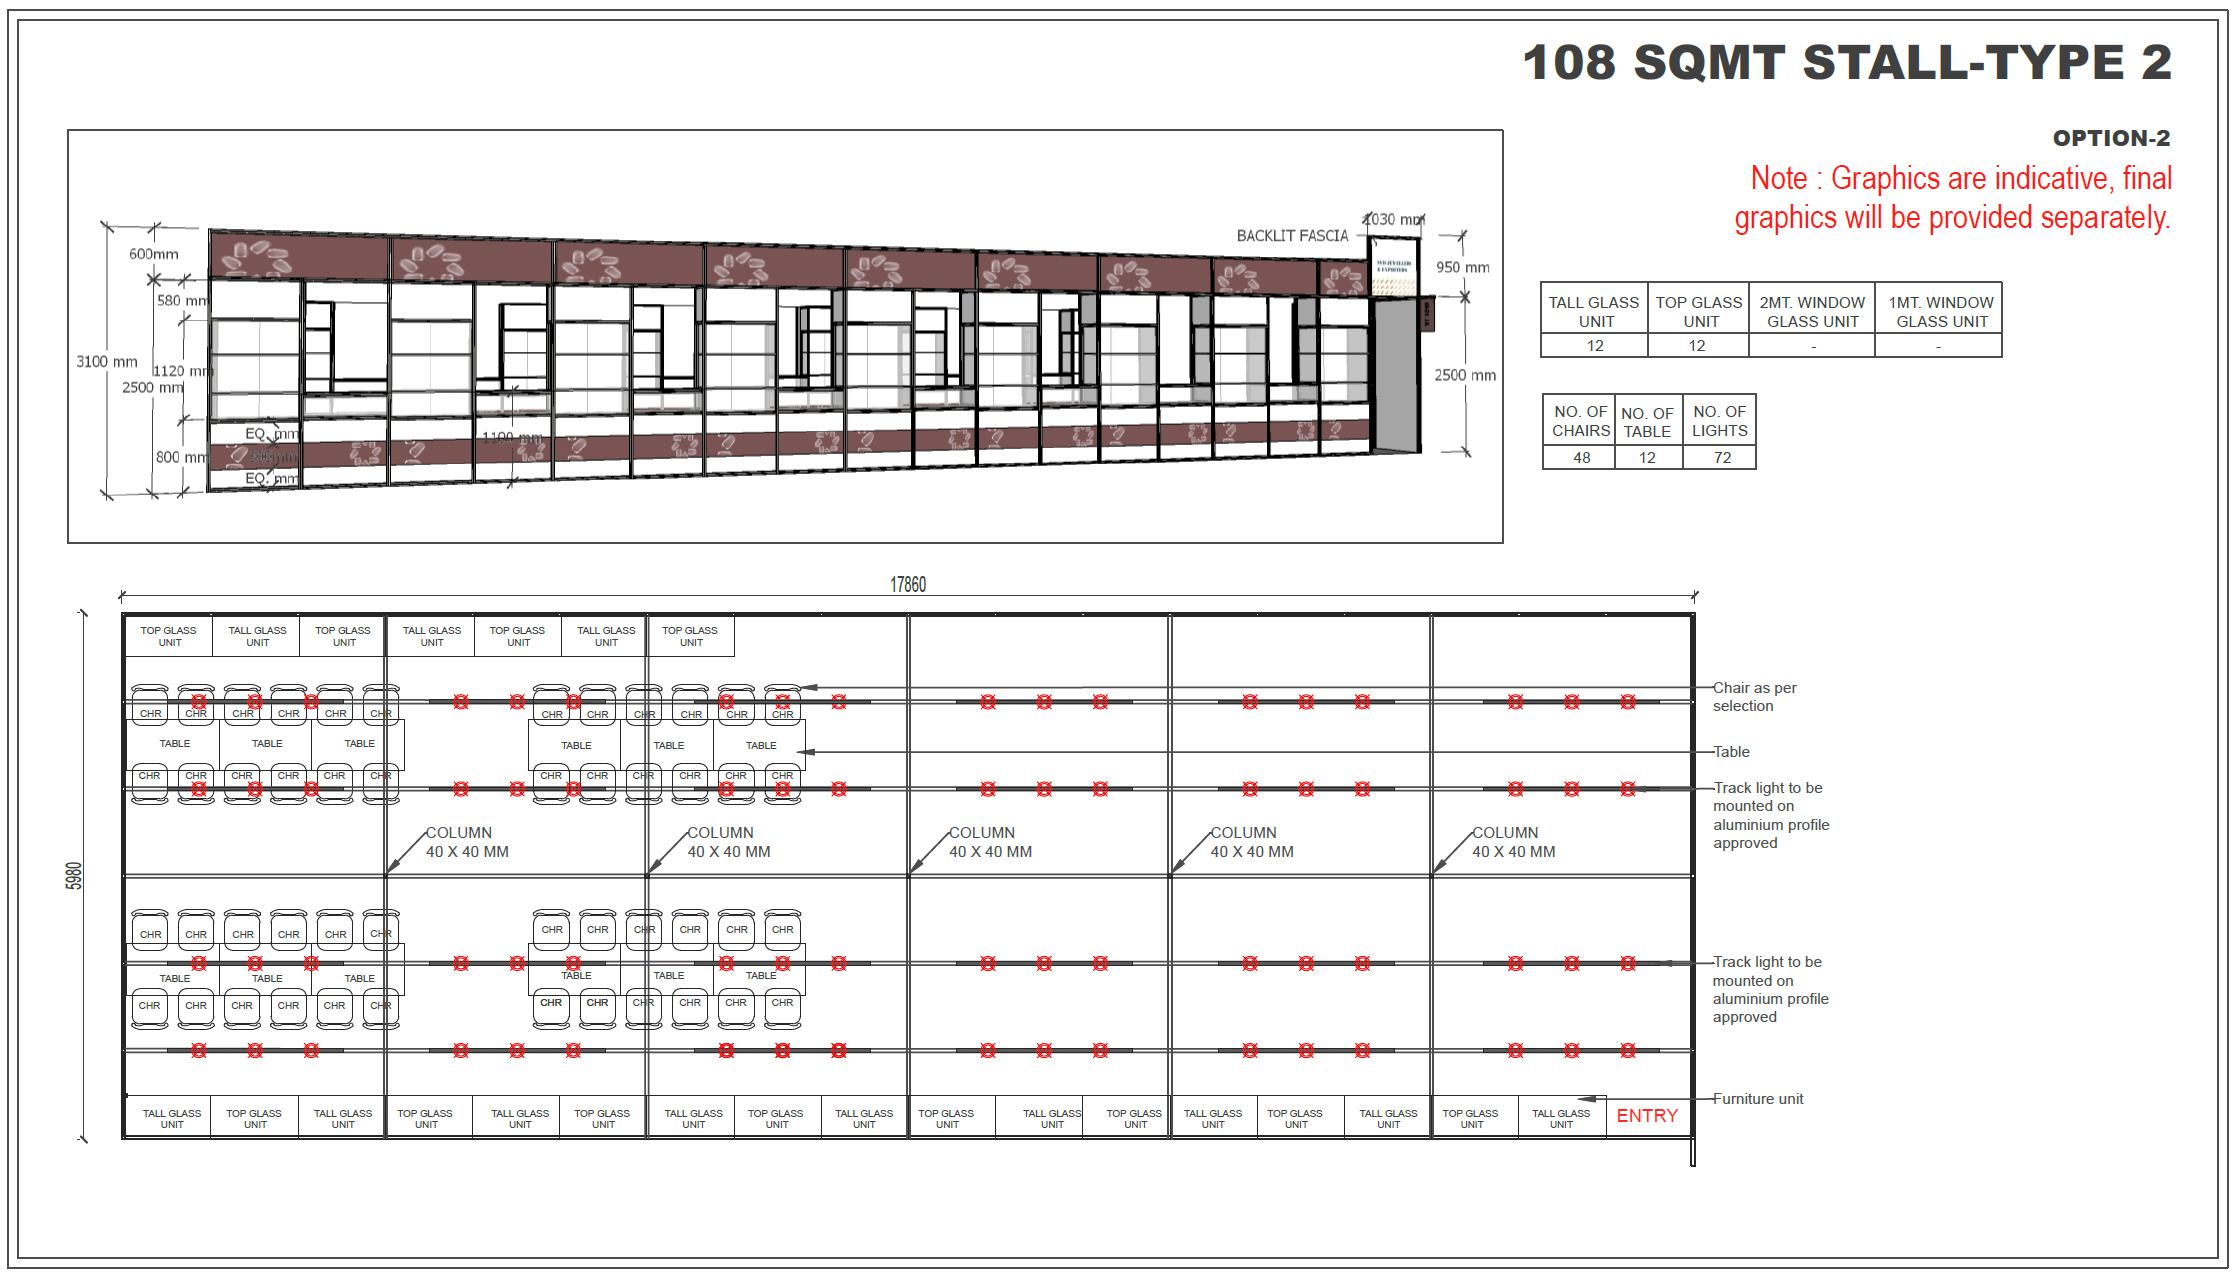 108 SQMT STALL-TYPE 2
OPTION-2
Note : Graphics are indicative, final
graphics will be provided separately.
1030 mm
BACKLIT FASCIA
950 mm
2500 mm
600mm
580 mm
3100 mm
1120 mm
2500 mm
EQ. mm
800 mm
EQ. mm
1100 mm
TALL GLASS UNIT TOP GLASS UNIT 2MT. WINDOW GLASS UNIT 1MT. WINDOW GLASS UNIT
12 12 - -
NO. OF CHAIRS NO. OF TABLE NO. OF LIGHTS
48 12 72
17860
5980
TOP GLASS UNIT TALL GLASS UNIT TOP GLASS UNIT TALL GLASS UNIT TOP GLASS UNIT TALL GLASS UNIT TOP GLASS UNIT
CHR CHR CHR CHR CHR CHR CHR CHR CHR CHR CHR CHR
TABLE TABLE TABLE TABLE TABLE TABLE
CHR CHR CHR CHR CHR CHR CHR CHR CHR CHR CHR CHR
Chair as per
selection
Table
Track light to be
mounted on
aluminium profile
approved
COLUMN COLUMN COLUMN COLUMN COLUMN
40 X 40 MM 40 X 40 MM 40 X 40 MM 40 X 40 MM 40 X 40 MM
CHR CHR CHR CHR CHR CHR CHR CHR CHR CHR CHR CHR
TABLE TABLE TABLE TABLE TABLE TABLE
CHR CHR CHR CHR CHR CHR CHR CHR CHR CHR CHR CHR
Track light to be
mounted on
aluminium profile
approved
Furniture unit
TALL GLASS UNIT TOP GLASS UNIT TALL GLASS UNIT TOP GLASS UNIT TALL GLASS UNIT TOP GLASS UNIT TALL GLASS UNIT TOP GLASS UNIT TALL GLASS UNIT TOP GLASS UNIT TALL GLASS UNIT TOP GLASS UNIT TALL GLASS UNIT TOP GLASS UNIT TALL GLASS UNIT TOP GLASS UNIT TALL GLASS UNIT ENTRY